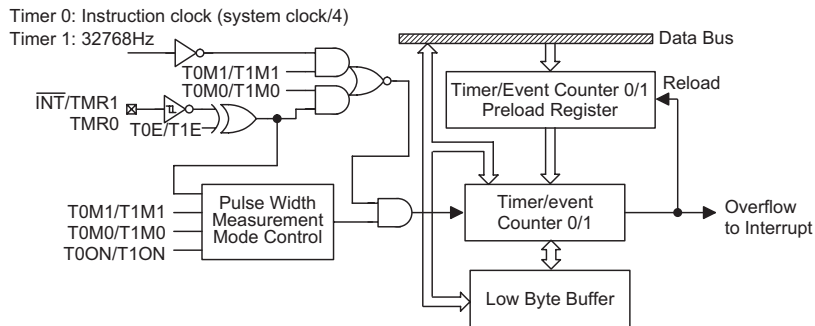 Timer 0: Instruction clock (system clock/4)
Timer 1: 32768Hz
Data Bus
T0M1/T1M1
T0M0/T1M0
Timer/Event Counter 0/1
Preload Register
Reload
INT/TMR1
TMR0
T0E/T1E
Pulse Width
Measurement
Mode Control
T0M1/T1M1
T0M0/T1M0
T0ON/T1ON
Timer/event
Counter 0/1
Overflow
to Interrupt
Low Byte Buffer